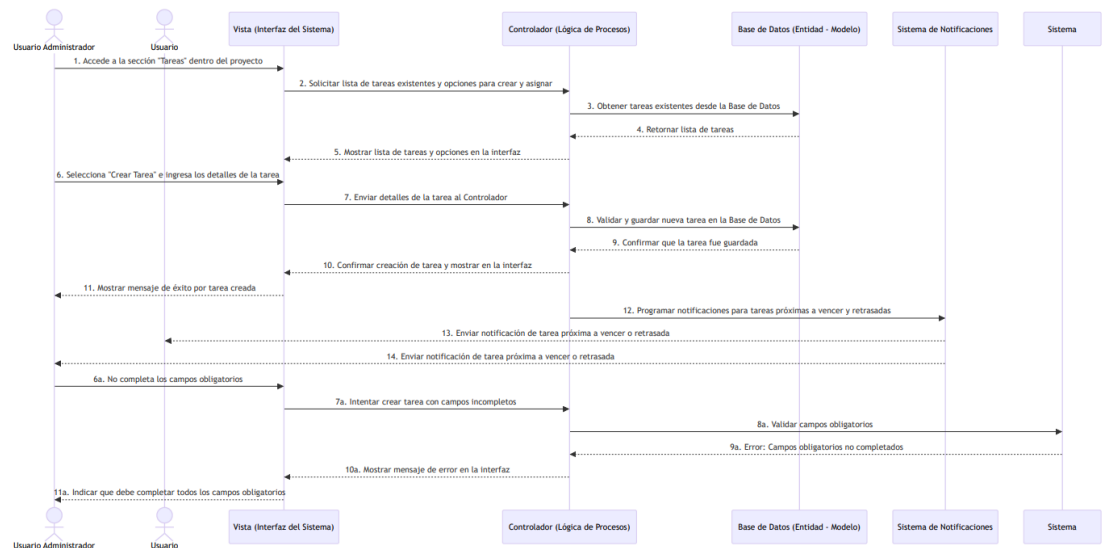 Usuario Administrador
Usuario
Vista (Interfaz del Sistema)
Controlador (Lógica de Procesos)
Base de Datos (Entidad - Modelo)
Sistema de Notificaciones
Sistema
1. Accede a la sección "Tareas" dentro del proyecto
2. Solicitar lista de tareas existentes y opciones para crear y asignar
3. Obtener tareas existentes desde la Base de Datos
4. Retornar lista de tareas
5. Mostrar lista de tareas y opciones en la interfaz
6. Selecciona "Crear Tarea" e ingresa los detalles de la tarea
7. Enviar detalles de la tarea al Controlador
8. Validar y guardar nueva tarea en la Base de Datos
9. Confirmar que la tarea fue guardada
10. Confirmar creación de tarea y mostrar en la interfaz
11. Mostrar mensaje de éxito por tarea creada
12. Programar notificaciones para tareas próximas a vencer y retrasadas
13. Enviar notificación de tarea próxima a vencer o retrasada
14. Enviar notificación de tarea próxima a vencer o retrasada
6a. No completa los campos obligatorios
7a. Intentar crear tarea con campos incompletos
8a. Validar campos obligatorios
9a. Error: Campos obligatorios no completados
10a. Mostrar mensaje de error en la interfaz
11a. Indicar que debe completar todos los campos obligatorios
Usuario Administrador
Usuario
Vista (Interfaz del Sistema)
Controlador (Lógica de Procesos)
Base de Datos (Entidad - Modelo)
Sistema de Notificaciones
Sistema